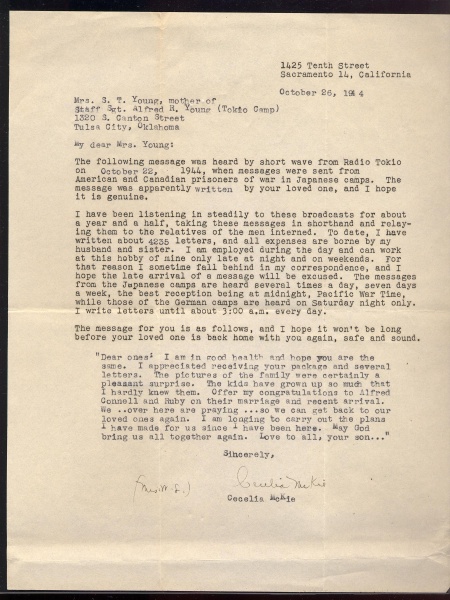 1425 Tenth Street
Sacramento 14, California
October 26, 1944
Mrs. S. T. Young, mother of
Staff Sgt. Alfred H. Young (Tokio Camp)
1320 S. Canton Street
Tulsa City, Oklahoma
My dear Mrs. Young:
The following message was heard by short wave from Radio Tokio
on October 22, 1944, when messages were sent from
American and Canadian prisoners of war in Japanese camps. The
message was apparently written by your loved one, and I hope
it is genuine.
I have been listening in steadily to these broadcasts for about
a year and a half, taking these messages in shorthand and relay-
ing them to the relatives of the men interned. To date, I have
written about 4235 letters, and all expenses are borne by my
husband and sister. I am employed during the day and can work
at this hobby of mine only late at night and on weekends. For
that reason I sometime fall behind in my correspondence, and I
hope the late arrival of e message will be excused. The messages
from the Japanese camps are heard several times a day, seven days
a week, the best reception being at midnight, Pacific War Time,
while those of the German camps are heard on Saturday night only.
I write letters until about 3:00 a.m. every day.
The message for you is as follows, and I hope it won't be long
before your loved one is back home with you again, safe and sound.
"Dear ones: I am in good health and hope you are the
same. I appreciated receiving your package and several
letters. The pictures of the family were certainly a
pleasant surprise. The kids have grown up so much that
I hardly knew them. Offer my congratulations to Alfred
Connell and Ruby on their marriage and recent arrival.
We ..over here are praying ...so we can get back to our
loved ones again. I am longing to carry out the plans
I have made for us since I have been here. May God
bring us all together again. Love to all, your son..."
Sincerely,
(Mrs. W. L.) Cecelia McKie
Cecelia McKie